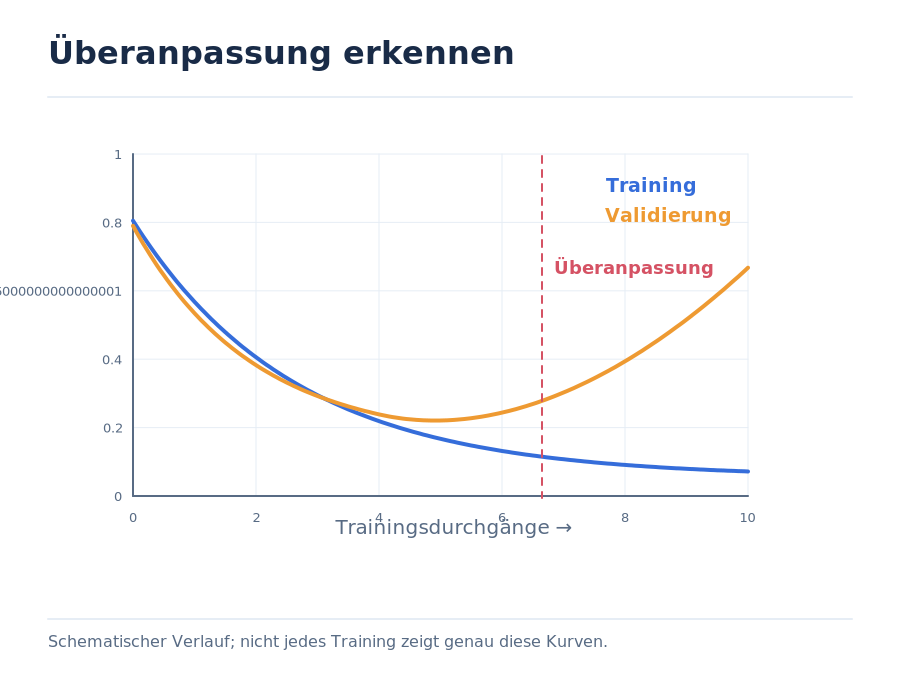 Überanpassung erkennen
1
Training
Validierung
0.8
Überanpassung
6000000000000001
0.4
0.2
0
0 2 4 6 8 10
Trainingsdurchgänge →
Schematischer Verlauf; nicht jedes Training zeigt genau diese Kurven.